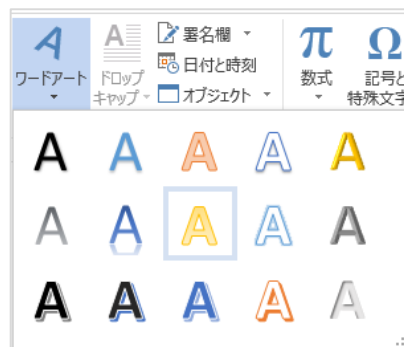 ワードアート
ドロップ
キャップ
署名欄
日付と時刻
オブジェクト
π
数式
Ω
記号と
特殊文字
A A A A A
A A A A A
A A A A A